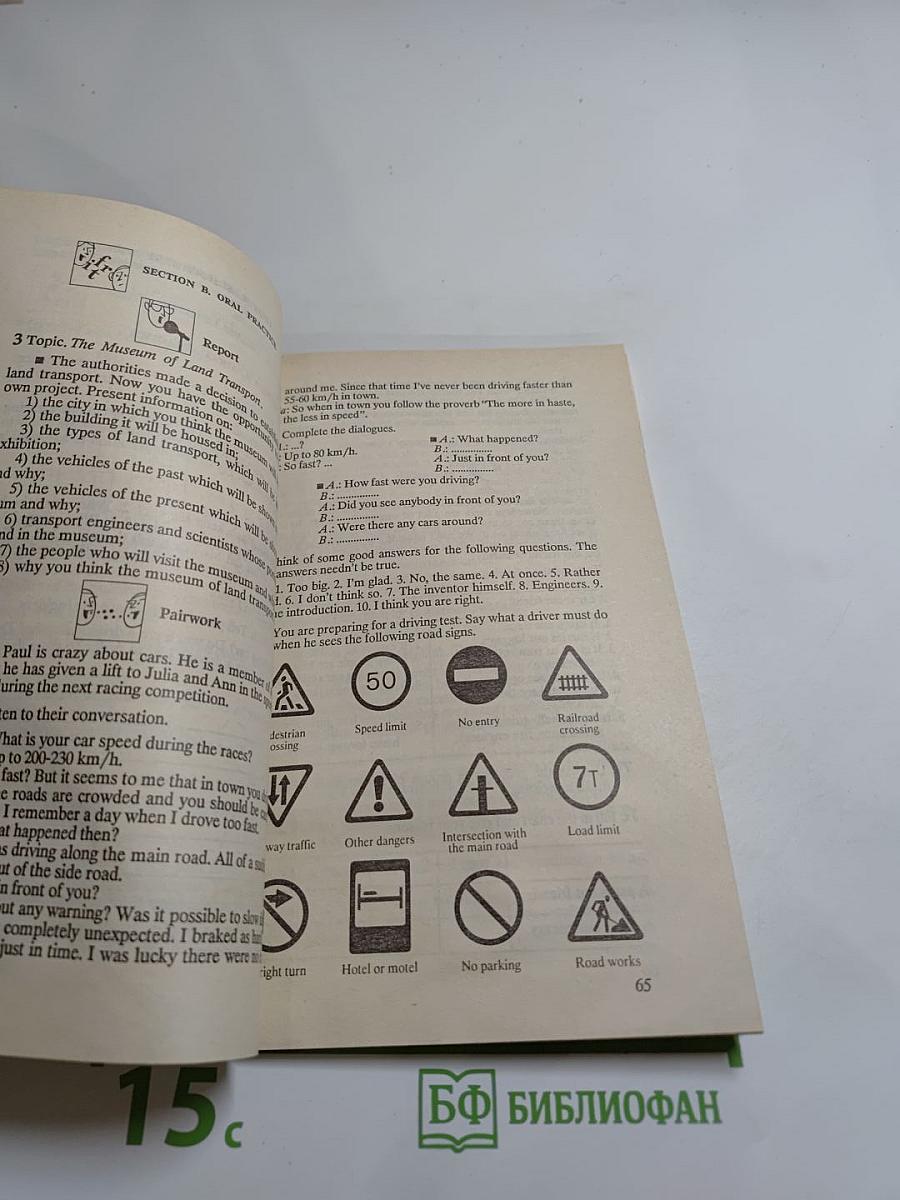 SECTION B. ORAL
Report
3 Topic. The Museum of Land Transport.
■ The authorities made a decision to
land transport. Now you have the opportunity
own project. Present information on:
1) the city in which you think the museum
2) the building it will be housed in;
3) the types of land transport, which will be
xhibition;
4) the vehicles of the past which will be
nd why;
5) the vehicles of the present which will be
um and why;
6) transport engineers and scientists whose
nd in the museum;
7) the people who will visit the museum and
8) why you think the museum of land
Pairwork
Paul is crazy about cars. He is a member
he has given a lift to Julia and Ann in the
uring the next racing competition.
ten to their conversation.
hat is your car speed during the races?
p to 200-230 km/h.
fast? But it seems to me that in town you
e roads are crowded and you should be
I remember a day when I drove too fast.
at happened then?
as driving along the main road. All of a
ut of the side road.
n front of you?
ut any warning? Was it possible to slow
completely unexpected. I braked as
just in time. I was lucky there were
around me. Since that time I've never been driving faster than
55-60 km/h in town.
a: So when in town you follow the proverb "The more in haste,
the less in speed".
Complete the dialogues.
: ...?
: Up to 80 km/h.
: So fast? ...
■ A.: What happened?
B.: ...............
A.: Just in front of you?
B.: ...............
■ A.: How fast were you driving?
B.: ...............
A.: Did you see anybody in front of you?
B.: ...............
A.: Were there any cars around?
B.: ...............
hink of some good answers for the following questions. The
answers needn't be true.
1. Too big. 2. I'm glad. 3. No, the same. 4. At once. 5. Rather
. 6. I don't think so. 7. The inventor himself. 8. Engineers. 9.
e introduction. 10. I think you are right.
You are preparing for a driving test. Say what a driver must do
when he sees the following road signs.
50
destrian
ossing
Speed limit
No entry
Railroad
crossing
7T
way traffic
Other dangers
Intersection with
the main road
Load limit
right turn
Hotel or motel
No parking
Road works
65
15 с
БФ БИБЛИОФАН